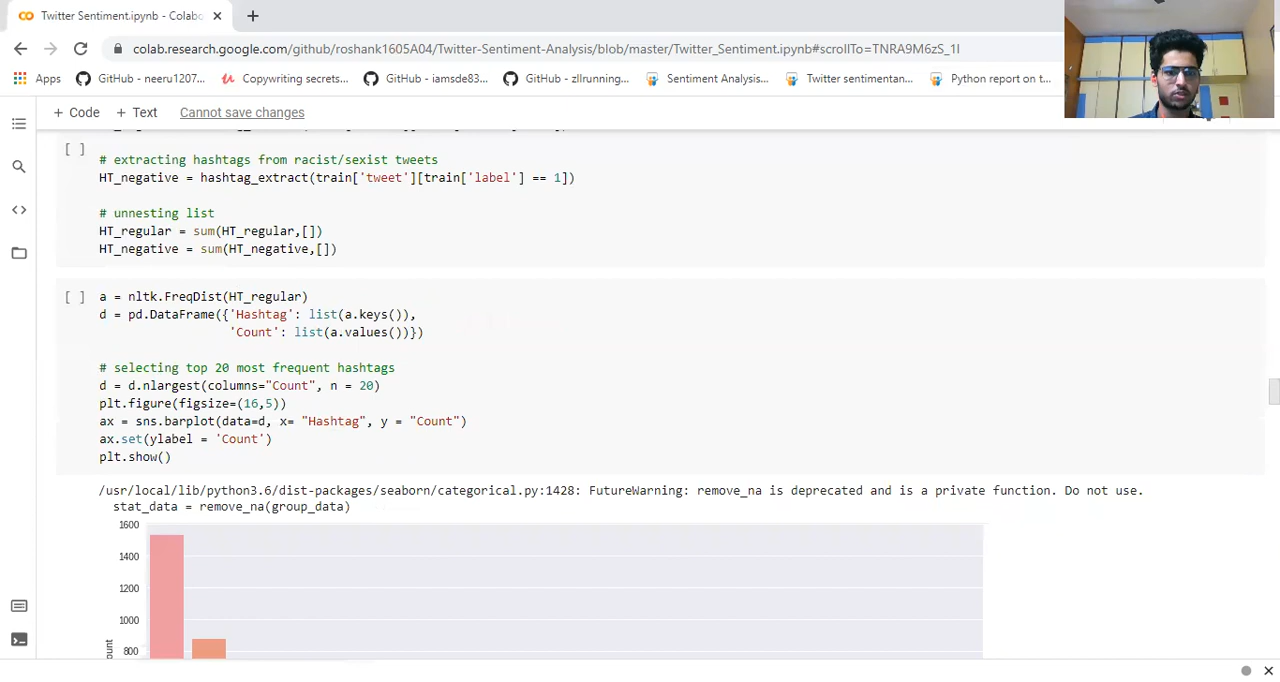 Twitter Sentiment.ipynb - Colabo
colab.research.google.com/github/roshank1605A04/Twitter-Sentiment-Analysis/blob/master/Twitter_Sentiment.ipynb#scrollTo=TNRA9M6zS_1I
Apps GitHub - neeru1207... Copywriting secrets... GitHub - iamsde83... GitHub - zllrunning... Sentiment Analysis... Twitter sentimentan... Python report on t...
+ Code + Text Cannot save changes
[ ]
# extracting hashtags from racist/sexist tweets
HT_negative = hashtag_extract(train['tweet'][train['label'] == 1])
# unnesting list
HT_regular = sum(HT_regular,[])
HT_negative = sum(HT_negative,[])
[ ] a = nltk.FreqDist(HT_regular)
d = pd.DataFrame({'Hashtag': list(a.keys()),
'Count': list(a.values())})
# selecting top 20 most frequent hashtags
d = d.nlargest(columns="Count", n = 20)
plt.figure(figsize=(16,5))
ax = sns.barplot(data=d, x= "Hashtag", y = "Count")
ax.set(ylabel = 'Count')
plt.show()
/usr/local/lib/python3.6/dist-packages/seaborn/categorical.py:1428: FutureWarning: remove_na is deprecated and is a private function. Do not use.
stat_data = remove_na(group_data)
1600
1400
1200
1000
800